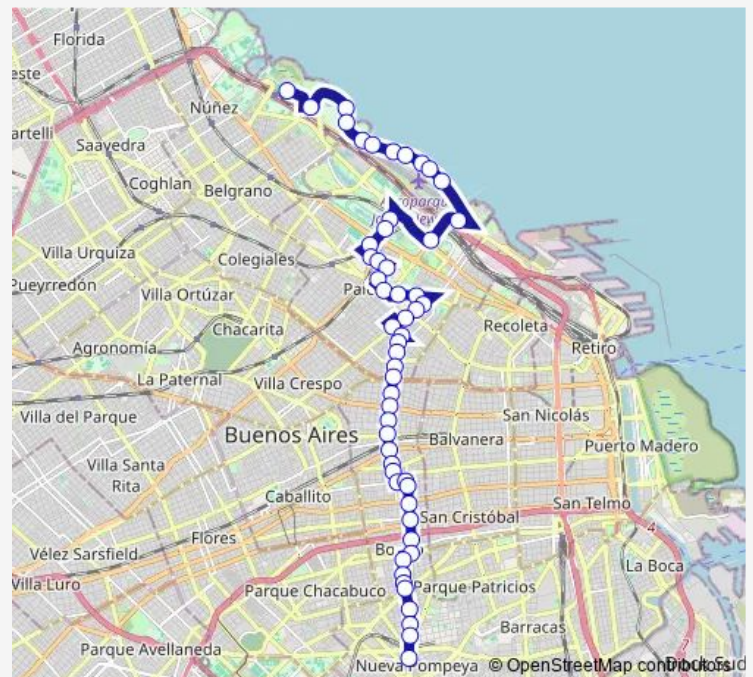 Florida
Núñez
Saavedra
Coghlan
Belgrano
Villa Urquiza
Colegiales
Pueyrredón
Villa Ortúzar
Chacarita
Recoleta
Agronomía
Retiro
La Paternal
Villa Crespo
Villa del Parque
San Nicolás
Buenos Aires
Balvanera
Puerto Madero
Villa Santa
Rita
Caballito
San Telmo
San Cristóbal
4
Flores
Vélez Sarsfield
La Boca
Villa Luro
Parque Chacabuco
Parque Patricios
Barracas
Parque Avellaneda
Nueva Pompeya
© OpenStreetMap contributors